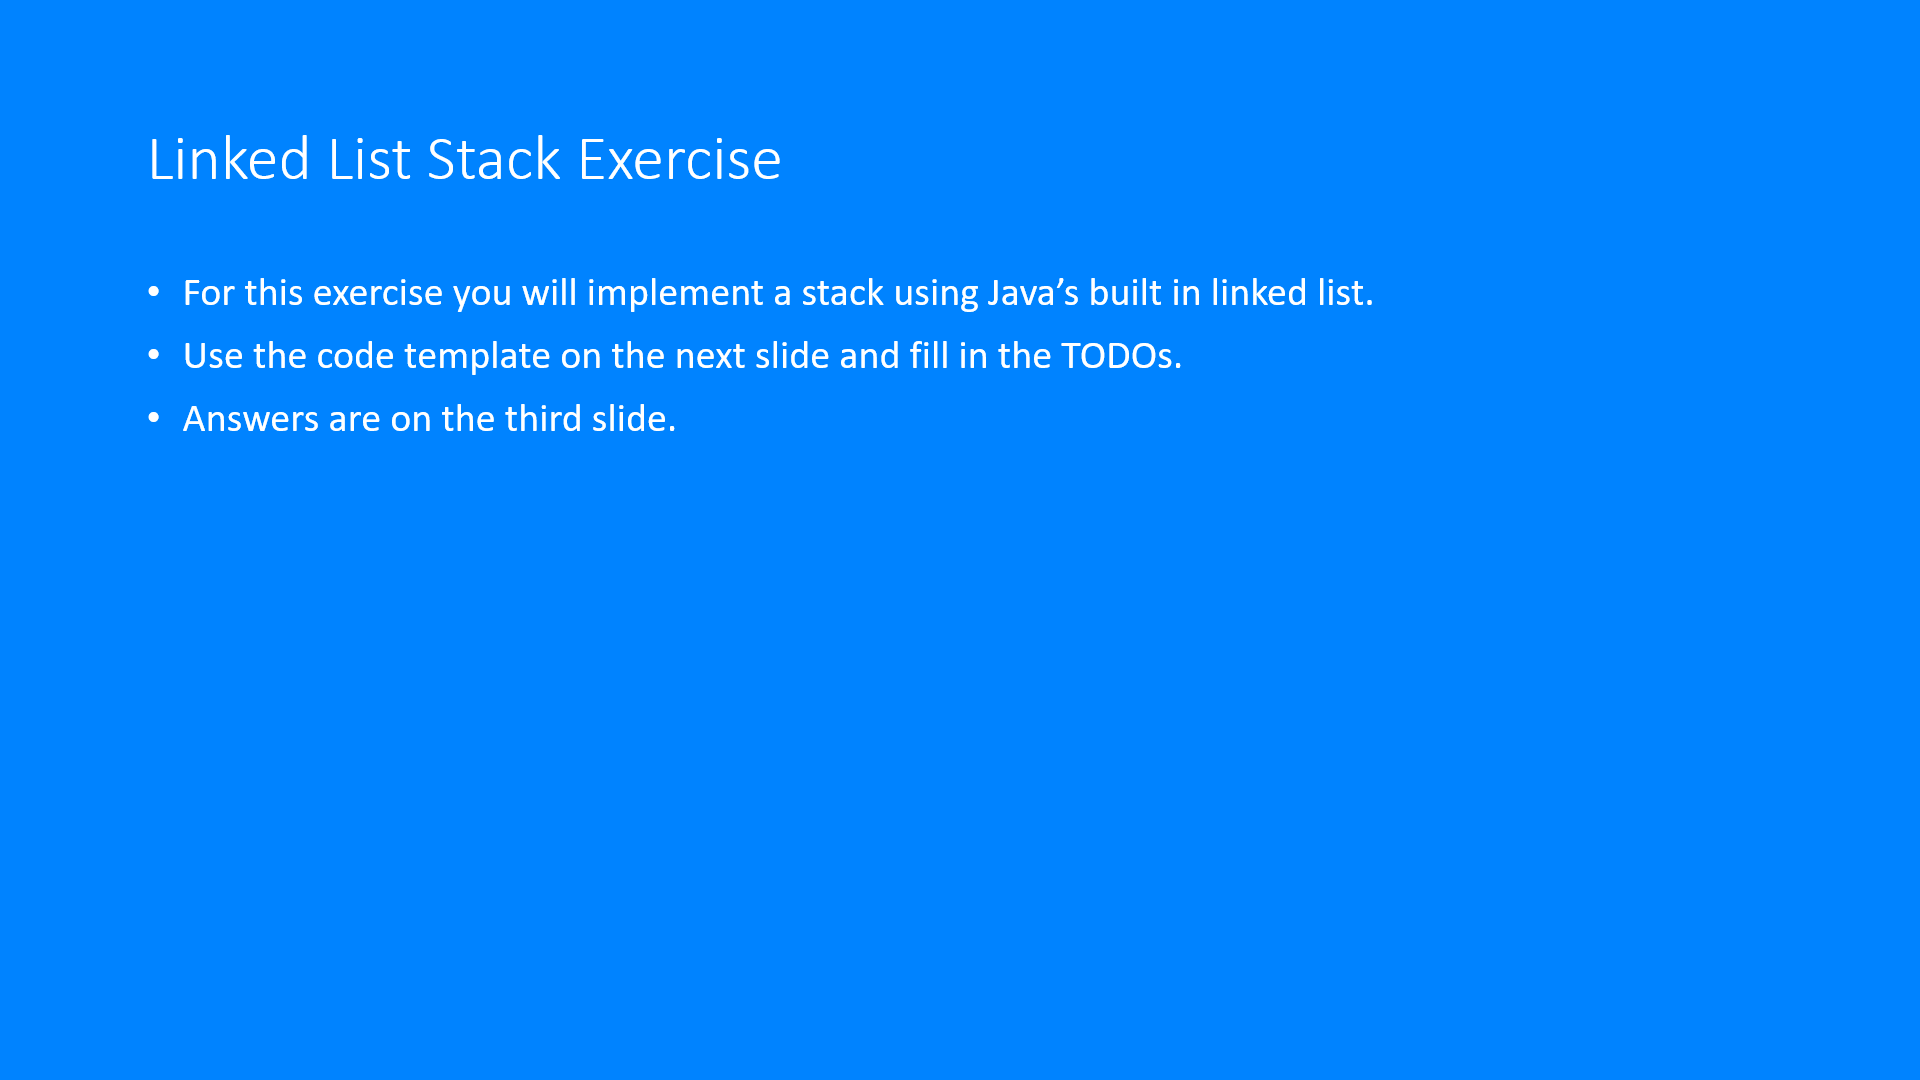 Linked List Stack Exercise
• For this exercise you will implement a stack using Java’s built in linked list.
• Use the code template on the next slide and fill in the TODOs.
• Answers are on the third slide.